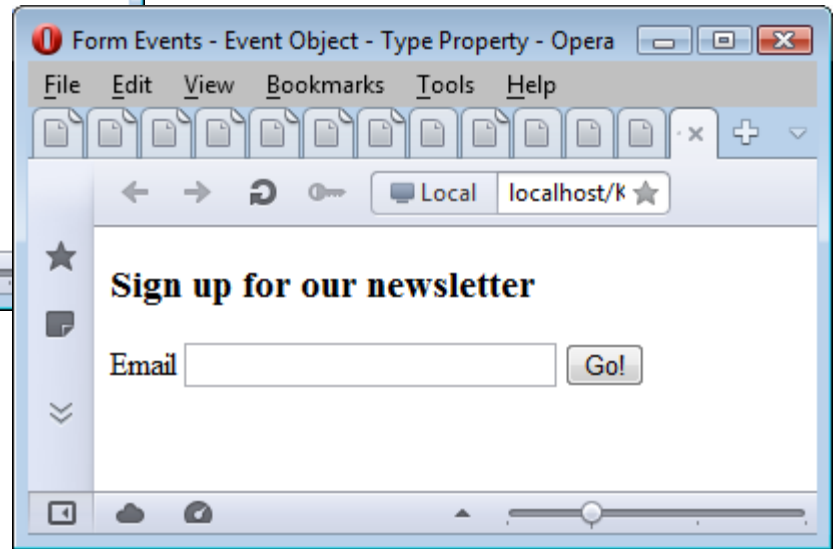 Form Events - Event Object - Type Property - Opera
File Edit View Bookmarks Tools Help
Local localhost/K
Sign up for our newsletter
Email Go!